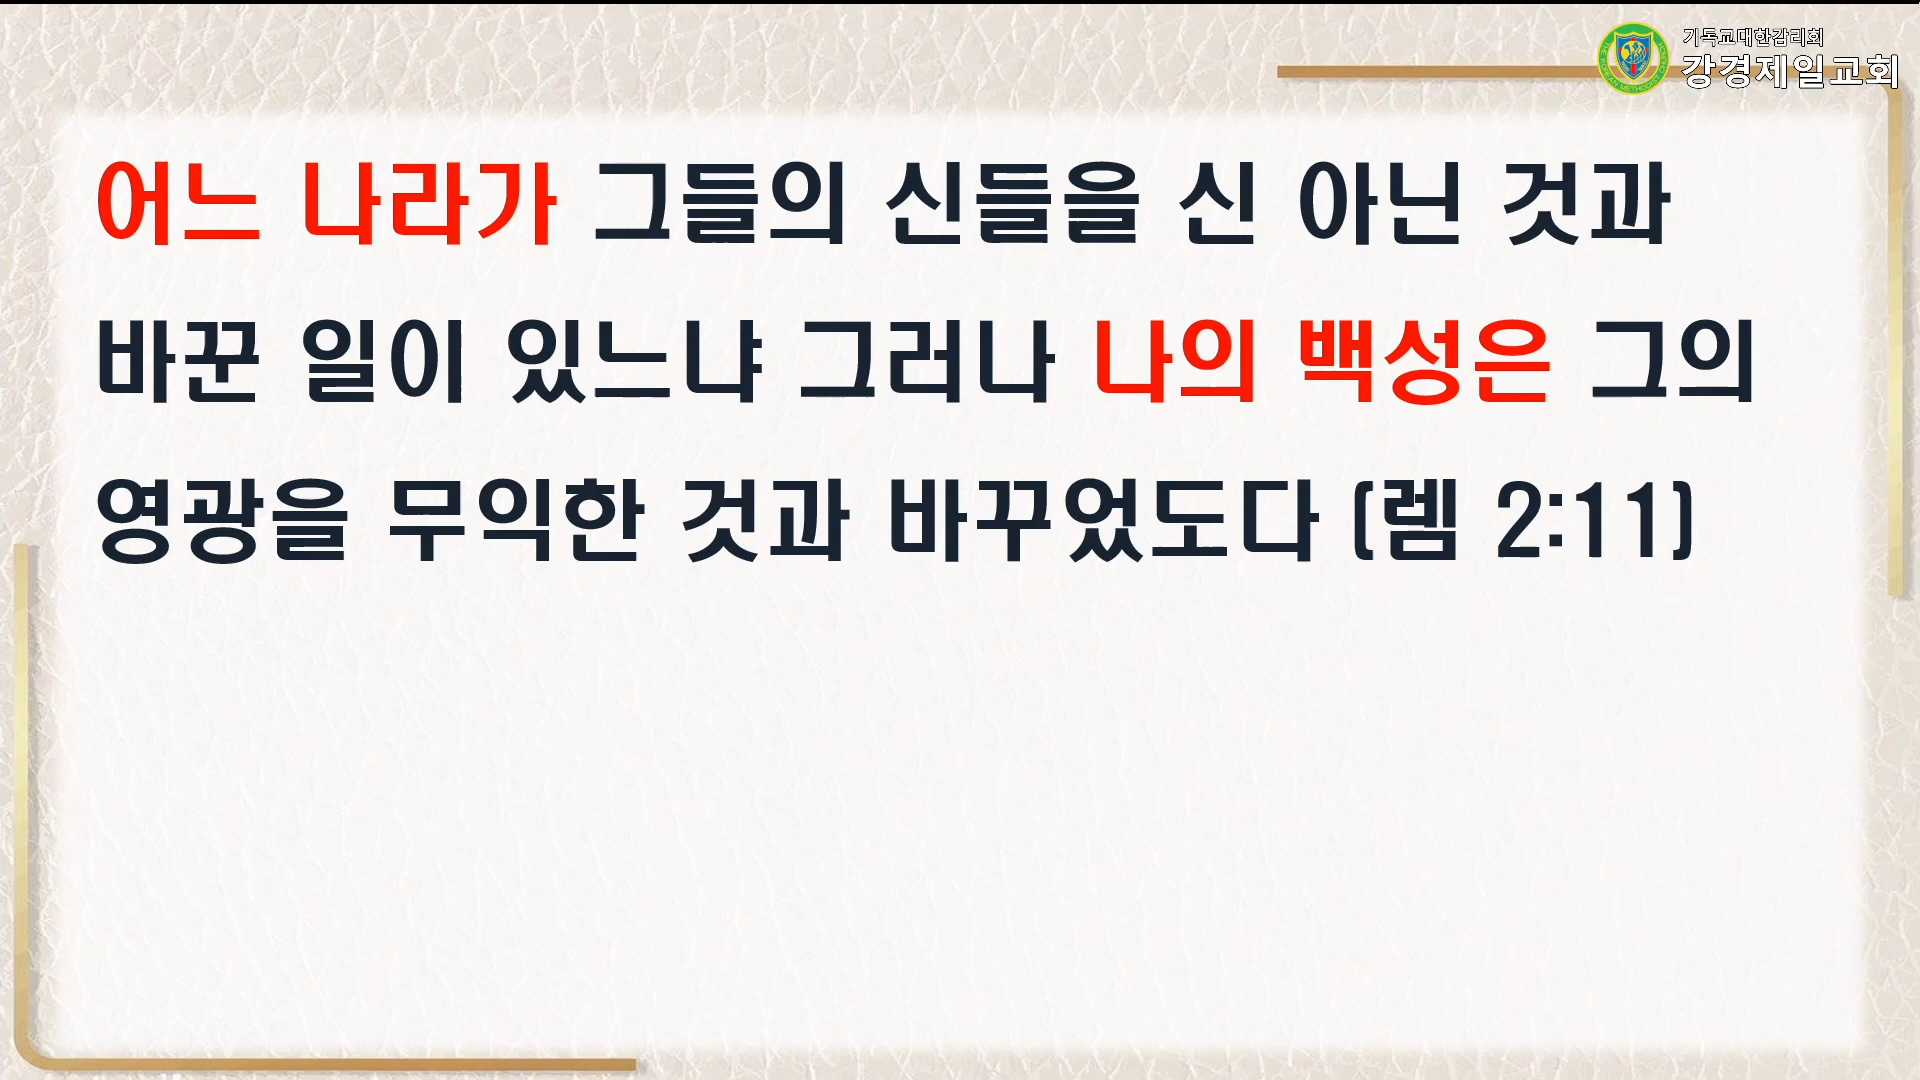 기독교대한감리회
강경제일교회
어느 나라가 그들의 신들을 신 아닌 것과
바꾼 일이 있느냐 그러나 나의 백성은 그의
영광을 무익한 것과 바꾸었도다 (렘 2:11)